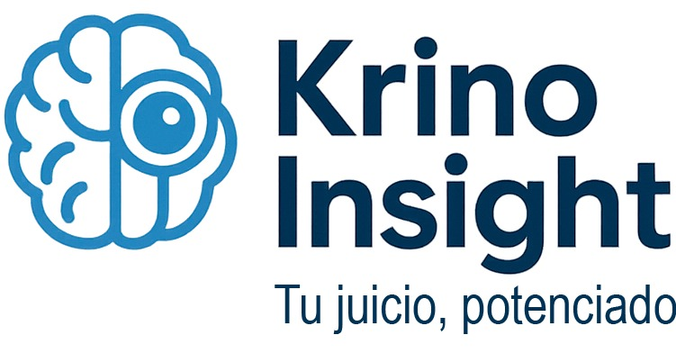 Krino
Insight
Tu juicio, potenciado